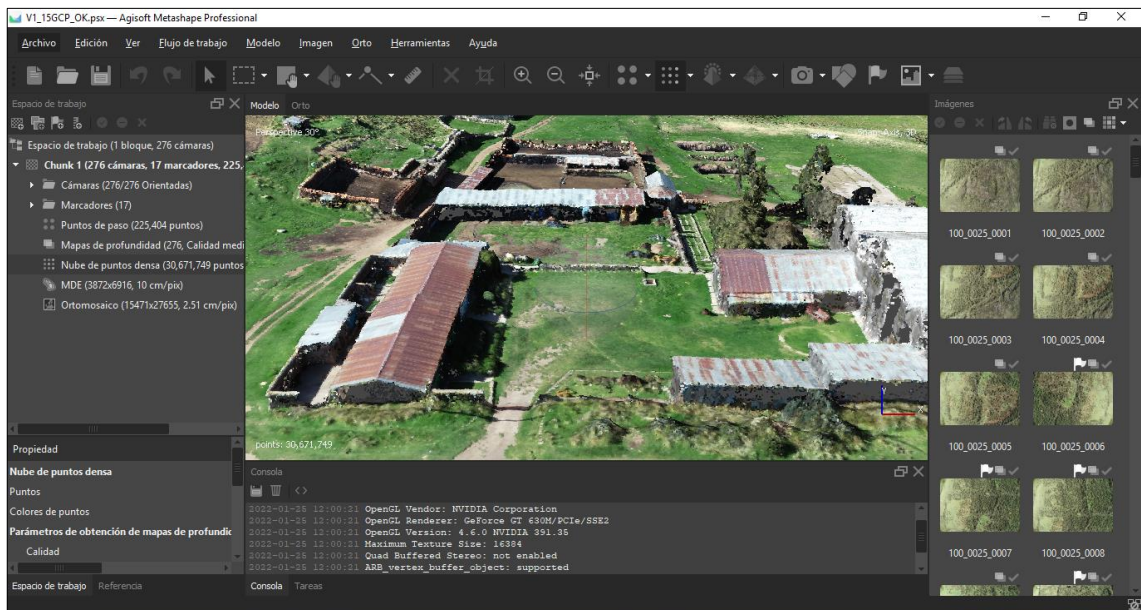 V1_15GCP_OK.psx — Agisoft Metashape Professional
Archivo Edición Ver Flujo de trabajo Modelo Imagen Orto Herramientas Ayuda
Espacio de trabajo
Espacio de trabajo (1 bloque, 276 cámaras)
Chunk 1 (276 cámaras, 17 marcadores, 225,
Cámaras (276/276 Orientadas)
Marcadores (17)
Puntos de paso (225,404 puntos)
Mapas de profundidad (276, Calidad medi
Nube de puntos densa (30,671,749 puntos
MDE (3872x6916, 10 cm/pix)
Ortomosaico (15471x27655, 2.51 cm/pix)
Propiedad
Nube de puntos densa
Puntos
Colores de puntos
Parámetros de obtención de mapas de profundic
Calidad
Espacio de trabajo Referencia
Modelo Orto
Perspective 30°
Snap: Axis, 3D
points: 30,671,749
Consola
2022-01-25 12:00:21 OpenGL Vendor: NVIDIA Corporation
2022-01-25 12:00:21 OpenGL Renderer: GeForce GT 630M/PCIe/SSE2
2022-01-25 12:00:21 OpenGL Version: 4.6.0 NVIDIA 391.35
2022-01-25 12:00:21 Maximum Texture Size: 16384
2022-01-25 12:00:21 Quad Buffered Stereo: not enabled
2022-01-25 12:00:21 ARB_vertex_buffer_object: supported
Consola Tareas
Imágenes
100_0025_0001 100_0025_0002
100_0025_0003 100_0025_0004
100_0025_0005 100_0025_0006
100_0025_0007 100_0025_0008